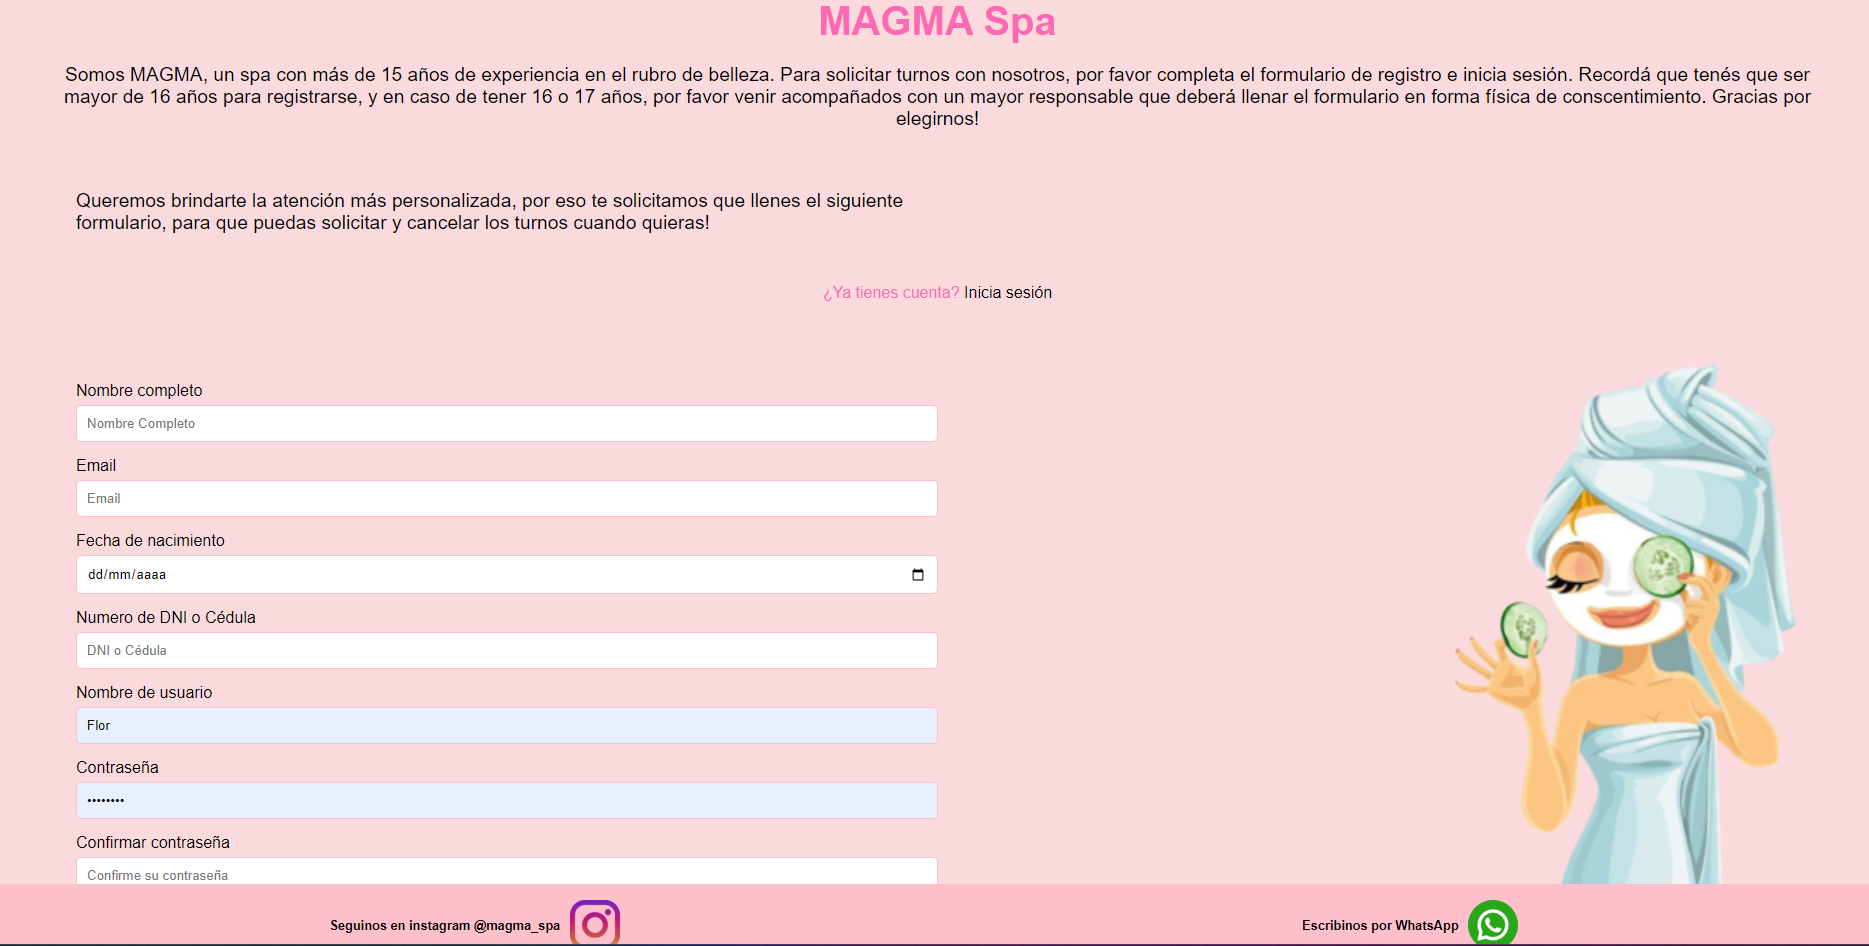 MAGMA Spa
Somos MAGMA, un spa con más de 15 años de experiencia en el rubro de belleza. Para solicitar turnos con nosotros, por favor completa el formulario de registro e inicia sesión. Recordá que tenés que ser
mayor de 16 años para registrarse, y en caso de tener 16 o 17 años, por favor venir acompañados con un mayor responsable que deberá llenar el formulario en forma física de conscentimiento. Gracias por
elegirnos!
Queremos brindarte la atención más personalizada, por eso te solicitamos que llenes el siguiente
formulario, para que puedas solicitar y cancelar los turnos cuando quieras!
¿Ya tienes cuenta? Inicia sesión
Nombre completo
Nombre Completo
Email
Email
Fecha de nacimiento
dd/mm/aaaa
Numero de DNI o Cédula
DNI o Cédula
Nombre de usuario
Flor
Contraseña
••••••••
Confirmar contraseña
Confirme su contraseña
Seguinos en instagram @magma_spa
Escribinos por WhatsApp